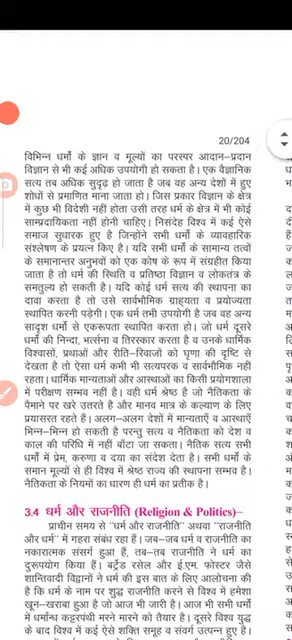 20/204
विभिन्न धर्मो के ज्ञान व मूल्यों का परस्पर आदान-प्रदान
विज्ञान से भी कई अधिक उपयोगी हो सकता है। एक वैज्ञानिक
सत्य तब अधिक सुदृढ़ हो जाता है जब वह अन्य देशों में हुए
शोधों से प्रमाणित माना जाता हो। जिस प्रकार विज्ञान के क्षेत्र
में कुछ भी विदेशी नहीं होता उसी तरह धर्म के क्षेत्र में भी कोई
साम्प्रदायिकता नहीं होनी चाहिए। निसंदेह विश्व में कई ऐसे
समाज सुधारक हुए है जिन्होंने सभी धर्मो के व्यावहारिक
संश्लेषण के प्रयत्न किए है। यदि सभी धर्मो के सामान्य तत्वों
के समानान्तर अनुभवों को एक कोष के रूप में संग्रहीत किया
जाता है तो धर्म की स्थिति व प्रतिष्ठा विज्ञान व लोकतंत्र के
समतुल्य हो सकती है। यदि कोई धर्म सत्य की स्थापना का
दावा करता है तो उसे सार्वभौमिक ग्राह्यता व प्रयोज्यता
स्थापित करनी पड़ेगी। एक धर्म तभी उपयोगी है जब वह अन्य
सादृश धर्मो से एकरूपता स्थापित करता हो। जो धर्म दूसरे
धर्मो की निन्दा, भर्त्सना व तिरस्कार करता है व उनके धार्मिक
विश्वासों, प्रथाओं और रीति-रिवाजों को घृणा की दृष्टि से
देखता है तो ऐसा धर्म कभी भी सत्यपरक व सार्वभौमिक नहीं
रहता। धार्मिक मान्यताओं और आस्थाओं का किसी प्रयोगशाला
में परीक्षण सम्भव नहीं है। वही धर्म श्रेष्ठ है जो नैतिकता के
पैमाने पर खरे उतरते है और मानव मात्र के कल्याण के लिए
प्रयासरत रहते हैं। अलग-अलग देशों में मान्यताएँ व आस्थाएँ
भिन्न-भिन्न हो सकती है परन्तु सत्य व नैतिकता को देश व
काल की परिधि में नहीं बाँटा जा सकता। नैतिक सत्य सभी
धर्मो में प्रेम, करुणा व दया का संदेश देता है। सभी धर्मो के
समान मूल्यों से ही विश्व में श्रेष्ठ राज्य की स्थापना सम्भव है।
नैतिकता के नियमों का धारण ही धर्म का प्रतीक है।
3.4 धर्म और राजनीति (Religion & Politics)-
प्राचीन समय से "धर्म और राजनीति" अथवा "राजनीति
और धर्म" में गहरा संबंध रहा हैं। जब-जब धर्म व राजनीति का
नकारात्मक संसर्ग हुआ हैं, तब-तब राजनीति ने धर्म का
दुरूपयोग किया हैं। बर्ट्रेंड रसेल और ई.एम. फोस्टर जैसे
शान्तिवादी विद्वानों ने धर्म की इस बात के लिए आलोचना की
है कि धर्म के नाम पर शुद्ध राजनीति करने से विश्व में हमेशा
खून-खराबा हुआ है जो आज भी जारी है। आज भी सभी धर्मो
में धर्मान्ध कट्टरपंथी मरने मारने को तैयार है। दूसरे विश्व युद्ध
के बाद विश्व में कई ऐसे शक्ति समूह व संवर्ग उत्पन्न हुए है